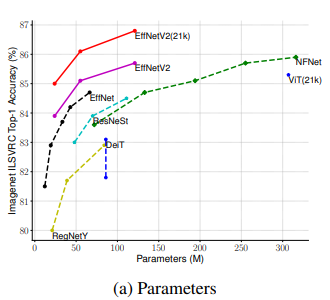 87
86
85
84
83
82
81
80
0
50
100
150
200
250
300
Imagenet ILSVRC Top-1 Accuracy (%)
EffNetV2(21k)
EffNetV2
NFNet
ViT(21k)
EffNet
ResNeSt
DeiT
RegNetY
Parameters (M)
(a) Parameters